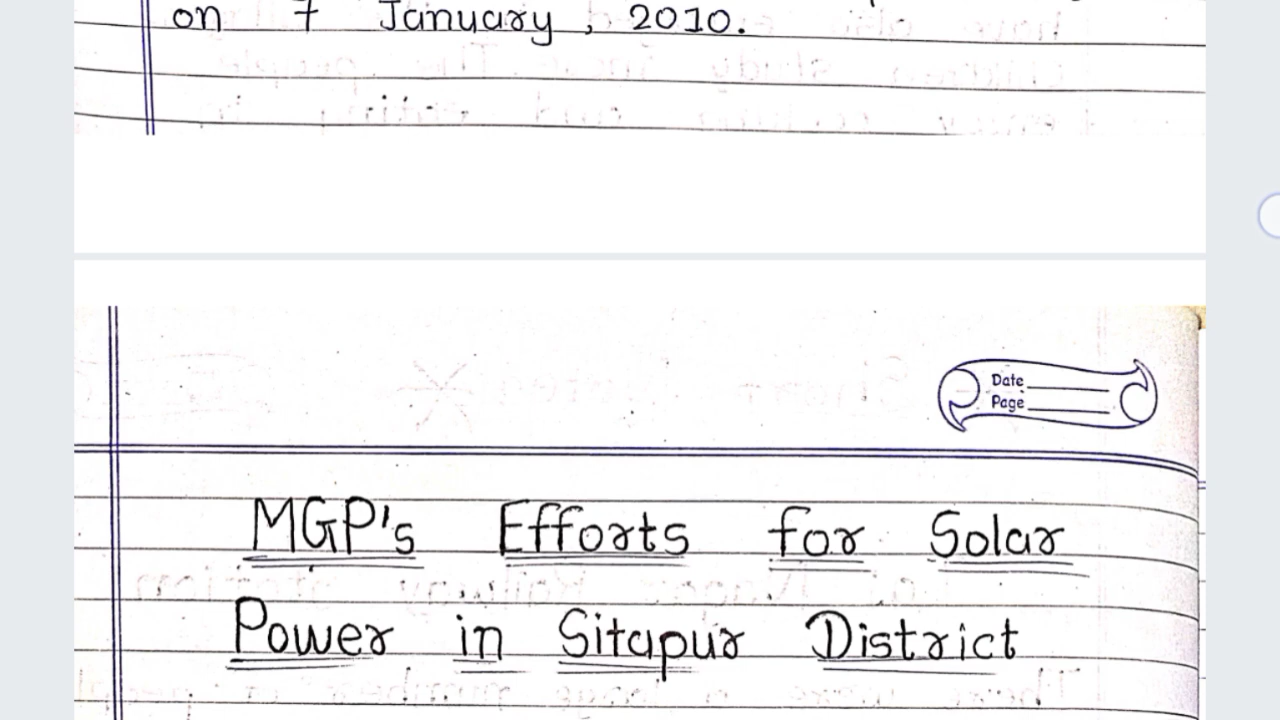 on 7 January, 2010.
Date
Page
MGP's Efforts for Solar
Power in Sitapur District